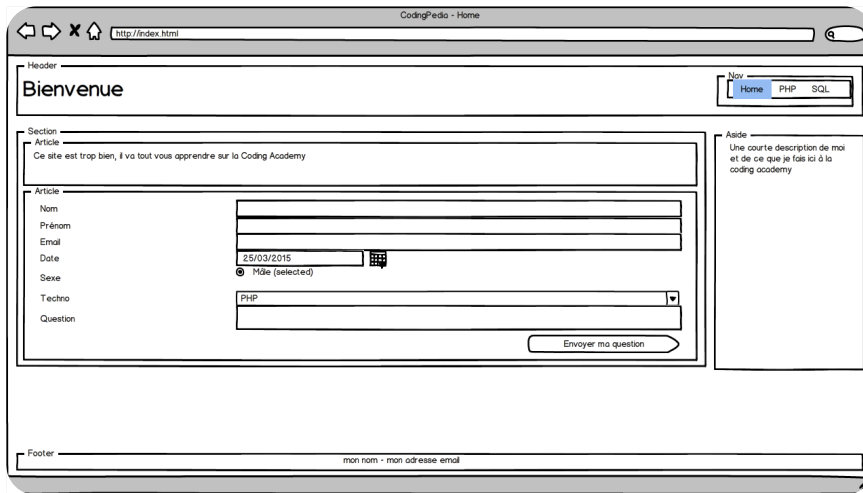 CodingPedia - Home
http://index.html
Header
Bienvenue
Nav
Home PHP SQL
Section
Article
Ce site est trop bien, il va tout vous apprendre sur la Coding Academy
Article
Nom
Prénom
Email
Date 25/03/2015
Sexe Mâle (selected)
Techno PHP
Question
Envoyer ma question
Aside
Une courte description de moi
et de ce que je fais ici à la
coding academy
Footer
mon nom - mon adresse email